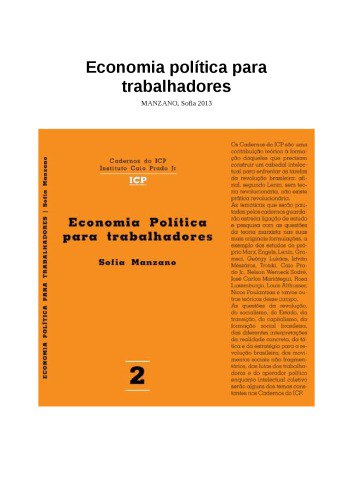 Economia política para
trabalhadores
MANZANO, Sofia 2013
ECONOMIA POLÍTICA PARA TRABALHADORES | Sofia Manzano
Cadernos do ICP
Instituto Caio Prado Jr
ICP
Economia Política
para trabalhadores
Sofia Manzano
2
Os Cadernos do ICP são uma
contribuição teórica à forma-
ção daqueles que precisam
construir um cabedal intelec-
tual para enfrentar as tarefas
da revolução brasileira: afi-
nal, segundo Lênin, sem teo-
ria revolucionária, não existe
prática revolucionária.
As temáticas que serão pau-
tadas pelos cadernos guarda-
rão estreita ligação de estudo
e pesquisa com as questões
da teoria marxista nas suas
mais originais formulações, a
exemplo dos estudos do pró-
prio Marx, Engels, Lênin, Gra-
msci, György Lukács, István
Mészáros, Trotski, Caio Pra-
do Jr, Nelson Werneck Sodré,
José Carlos Mariátegui, Rosa
Luxemburgo, Louis Althusser,
Nicos Poulantzas e vários ou-
tros teóricos desse campo.
As questões da revolução,
do socialismo, do Estado, da
transição, do capitalismo, da
formação social brasileira,
das diferentes interpretações
da realidade concreta, da tá-
tica e da estratégia para a re-
volução brasileira, dos movi-
mentos sociais não fragmen-
tários, das lutas dos trabalha-
dores e do operador político
enquanto intelectual coletivo
serão alguns dos temas cons-
tantes nos Cadernos do ICP.